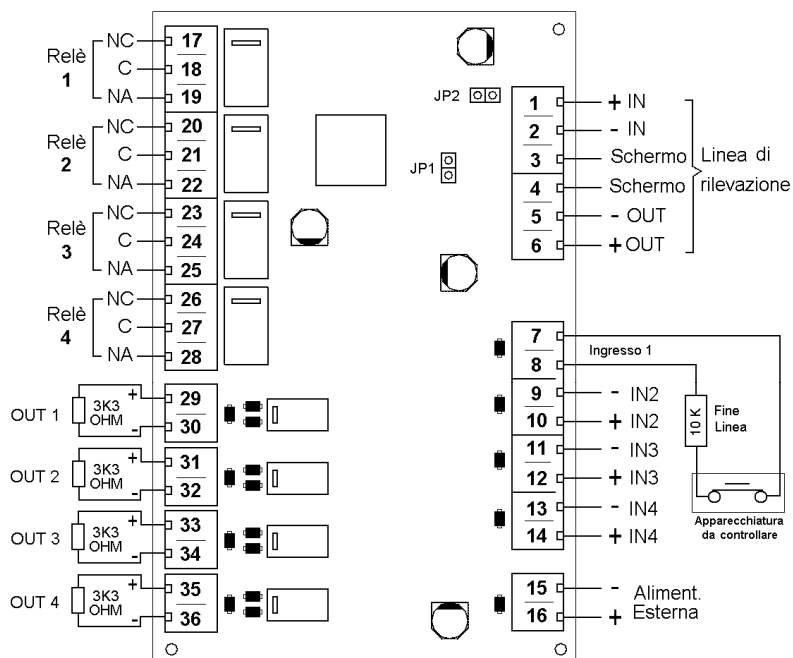 Relè
1
NC
C
NA
17
18
19
Relè
2
NC
C
NA
20
21
22
Relè
3
NC
C
NA
23
24
25
Relè
4
NC
C
NA
26
27
28
OUT 1
3K3
OHM
+
-
29
30
OUT 2
3K3
OHM
+
-
31
32
OUT 3
3K3
OHM
+
-
33
34
OUT 4
3K3
OHM
+
-
35
36
JP2
JP1
1 + IN
2 - IN
3 Schermo
4 Schermo
5 - OUT
6 + OUT
Linea di
rilevazione
7
8
Ingresso 1
9 - IN2
10 + IN2
11 - IN3
12 + IN3
13 - IN4
14 + IN4
10 K
Fine
Linea
Apparecchiatura
da controllare
15 -
16 +
Aliment.
Esterna